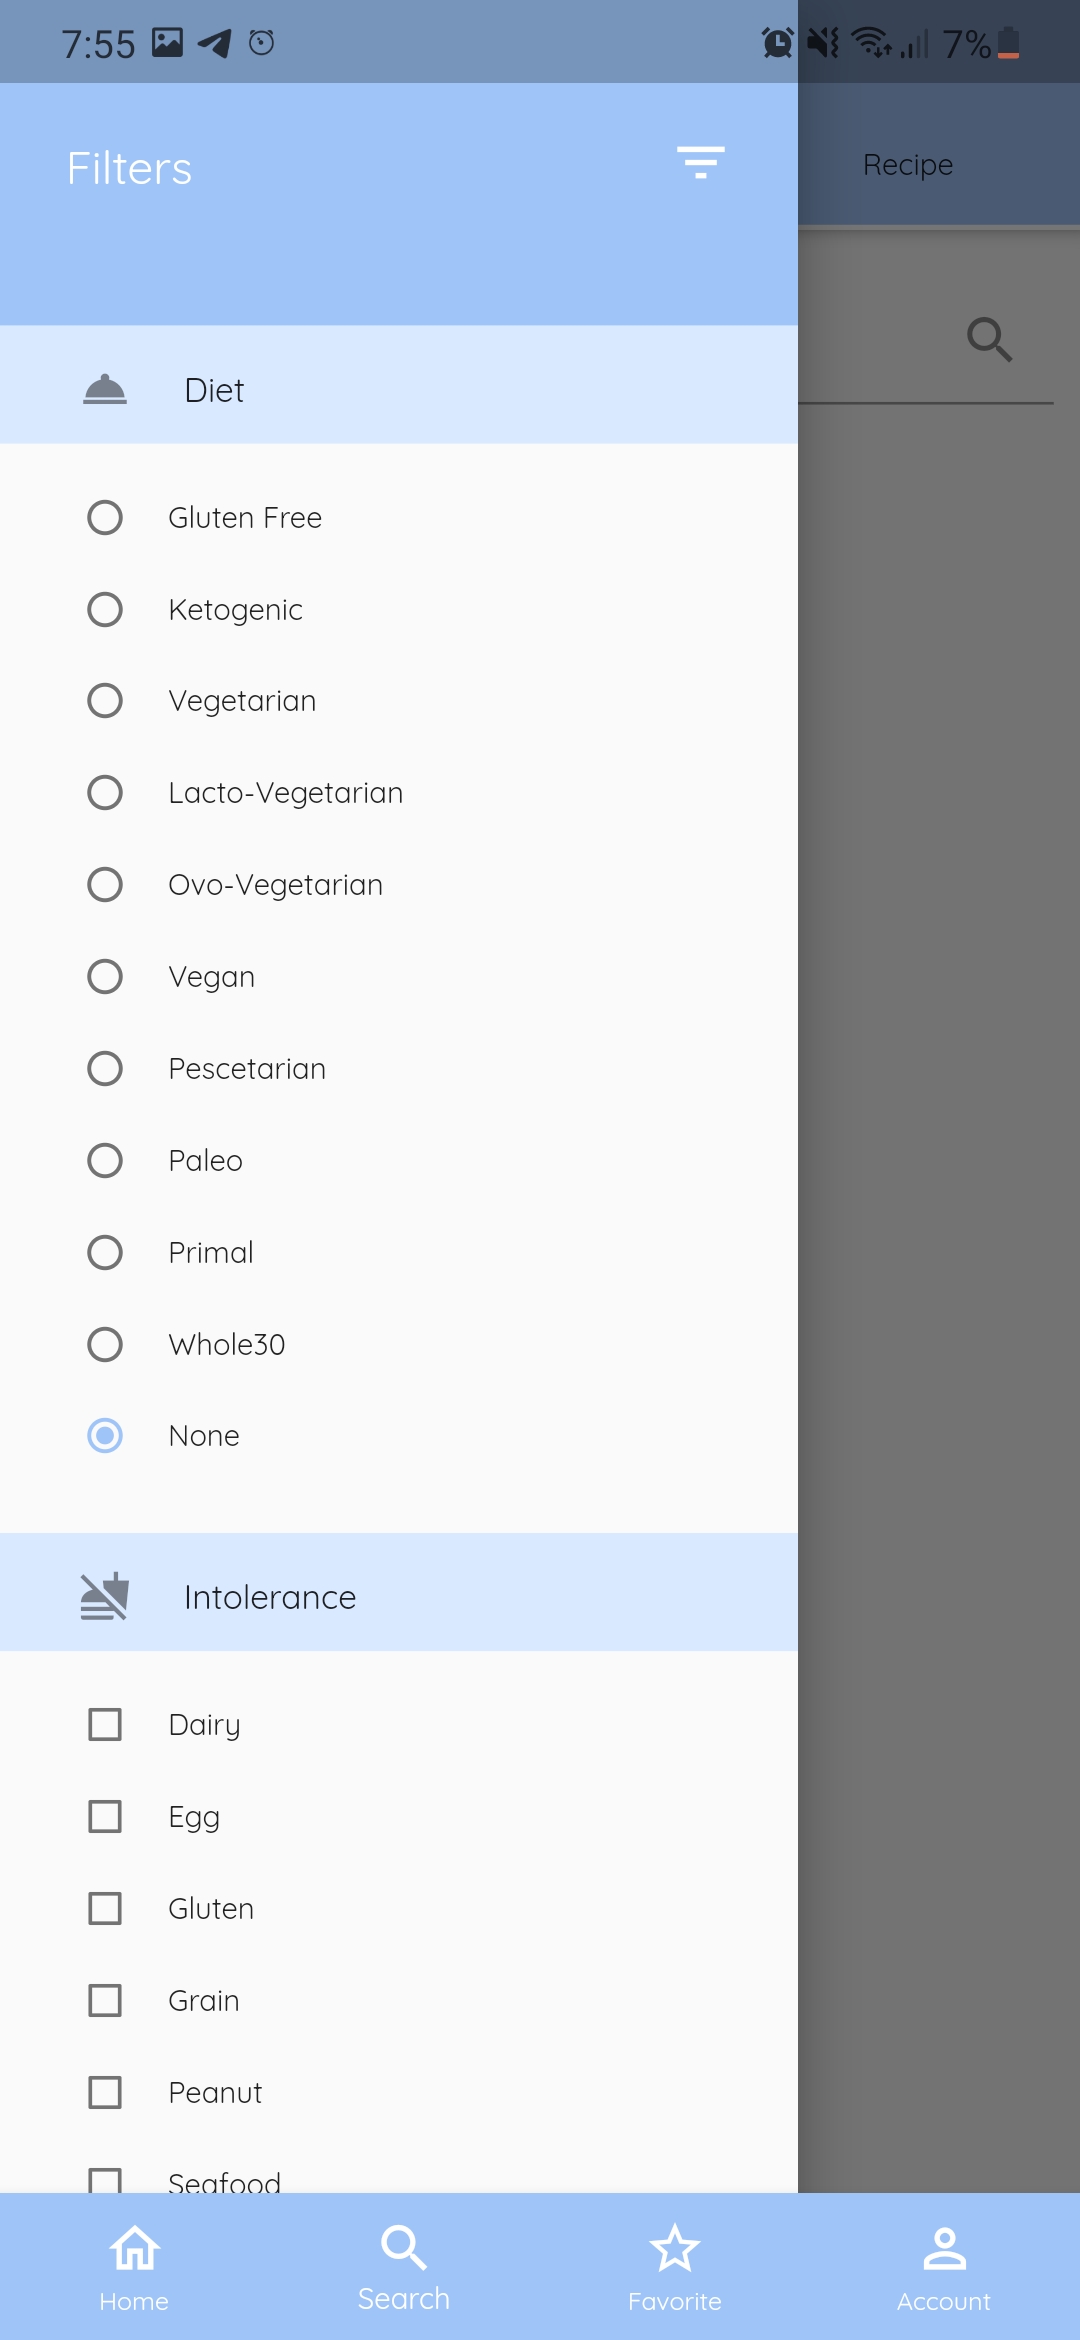 7:55
7%
Filters
Recipe
Diet
Gluten Free
Ketogenic
Vegetarian
Lacto-Vegetarian
Ovo-Vegetarian
Vegan
Pescetarian
Paleo
Primal
Whole30
None
Intolerance
Dairy
Egg
Gluten
Grain
Peanut
Seafood
Home
Search
Favorite
Account